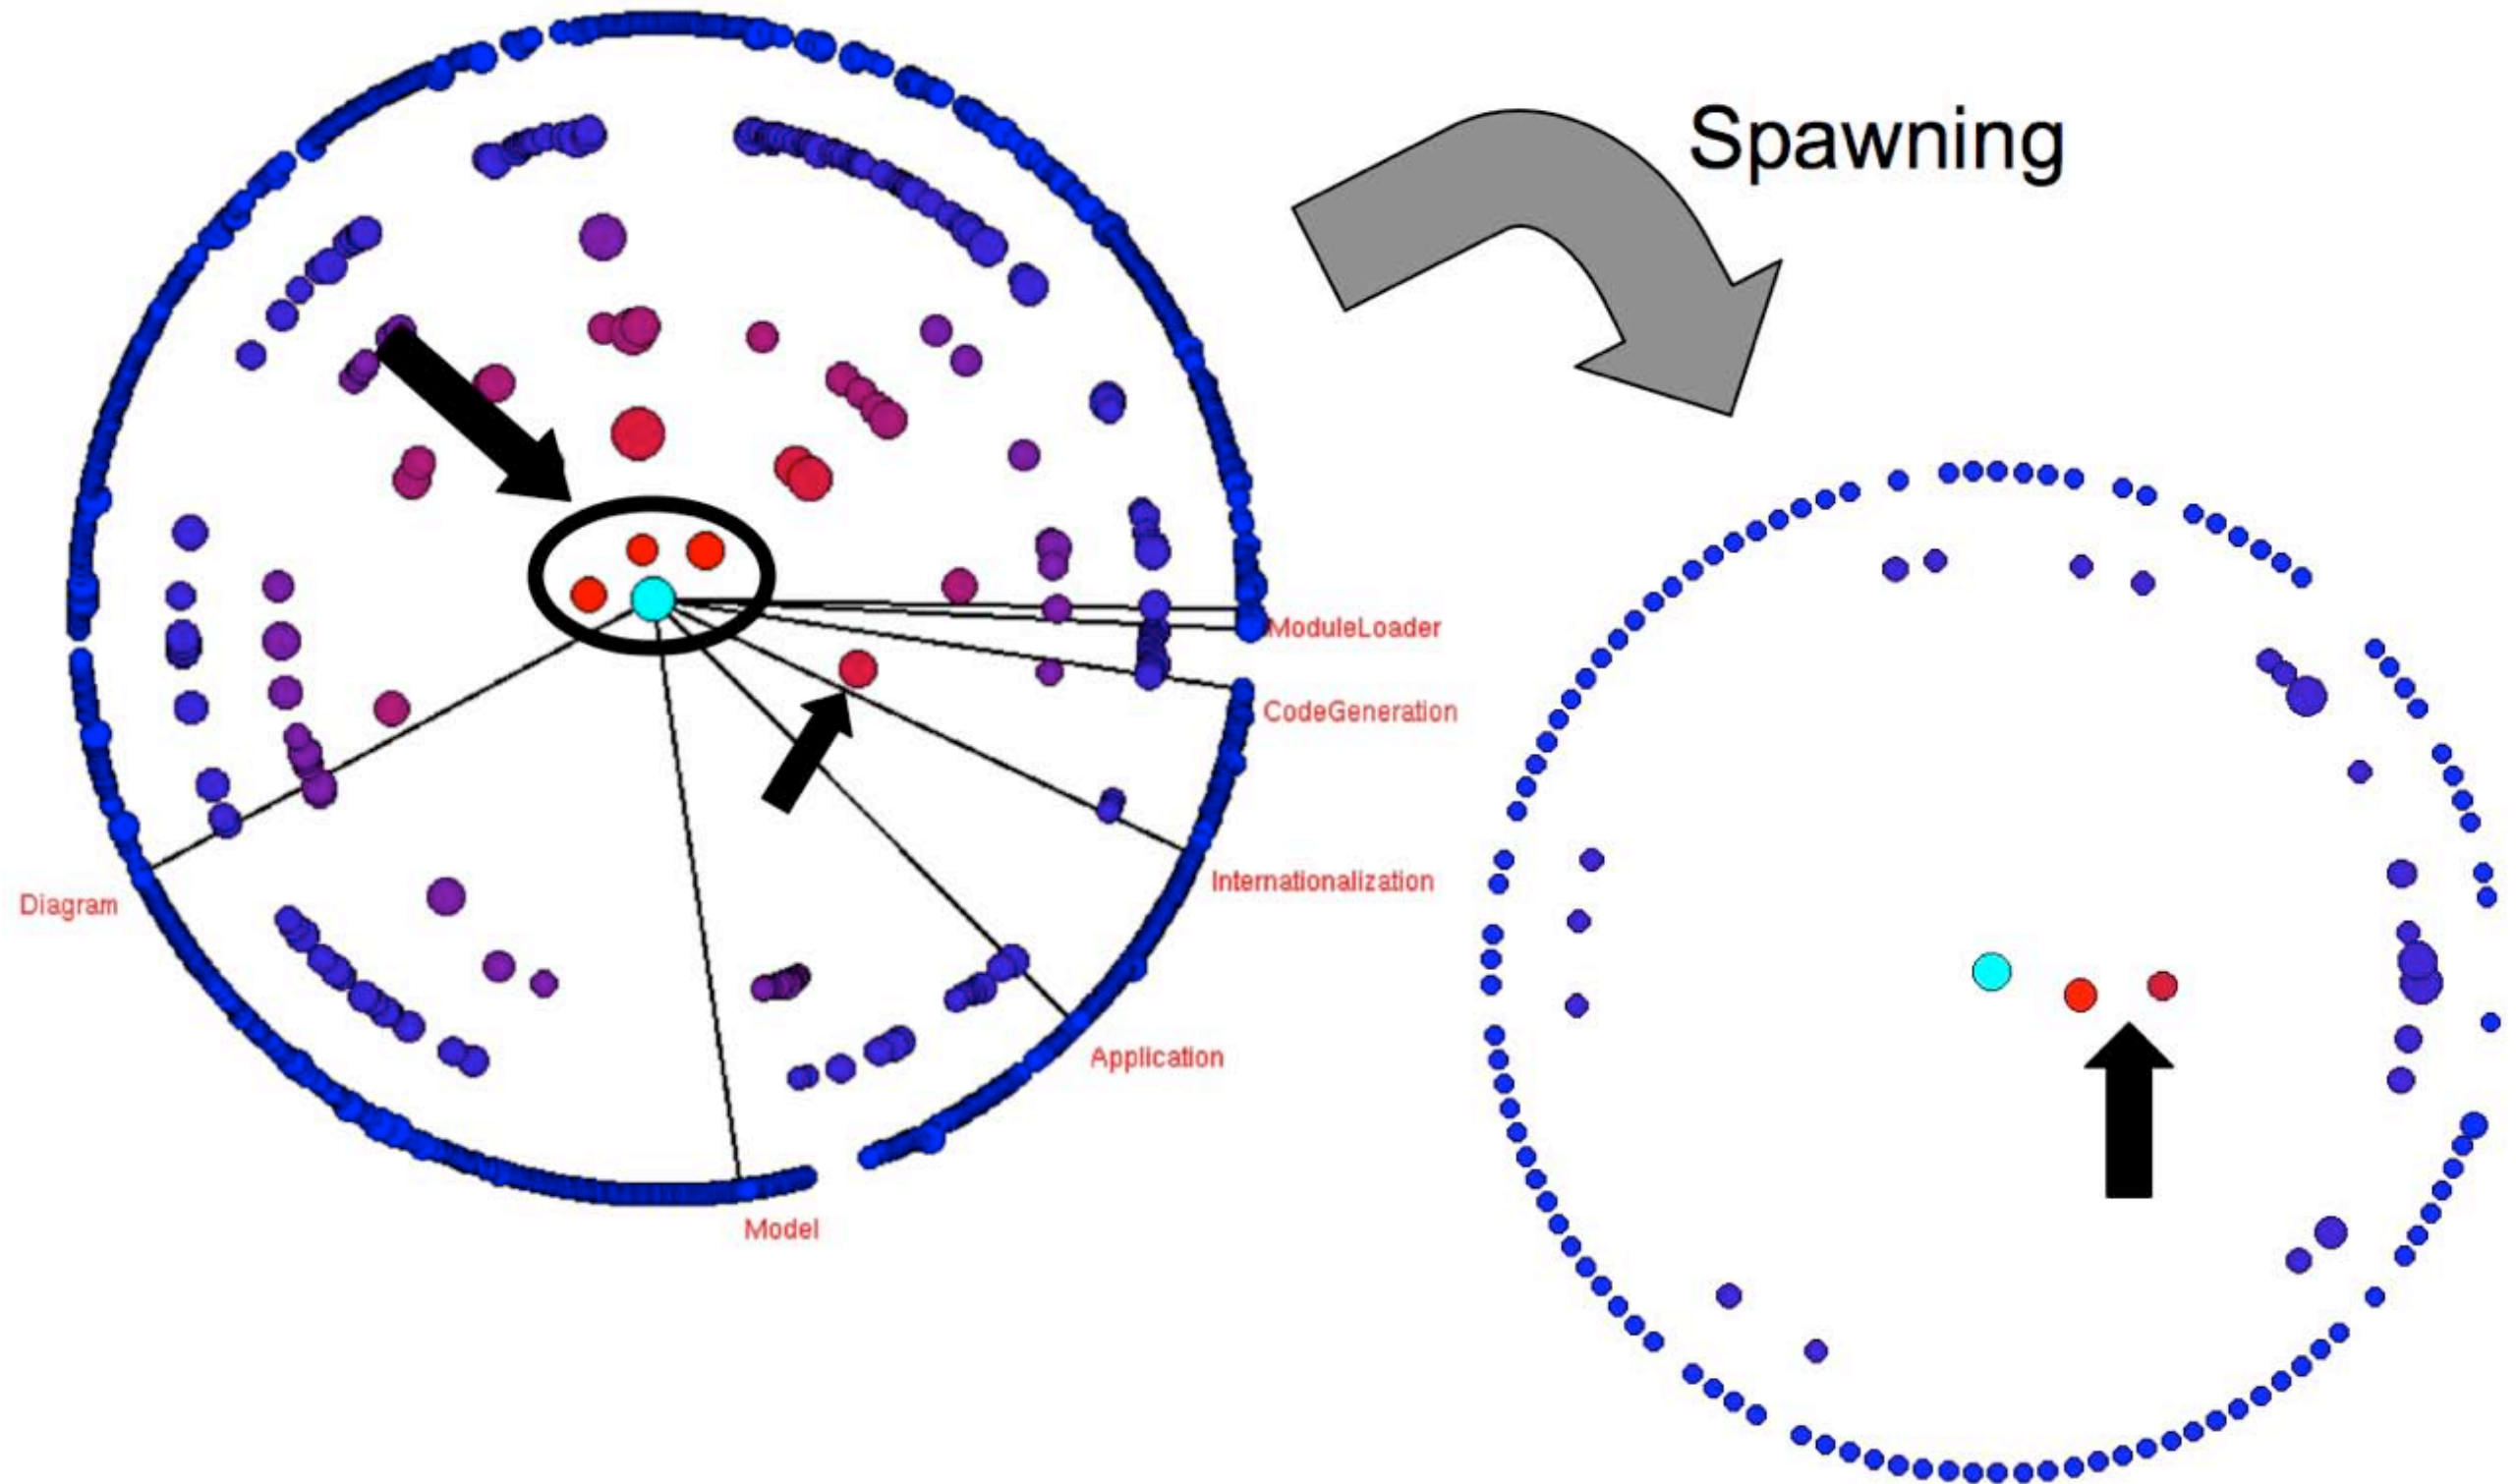 Spawning
ModuleLoader
CodeGeneration
Internationalization
Diagram
Application
Model